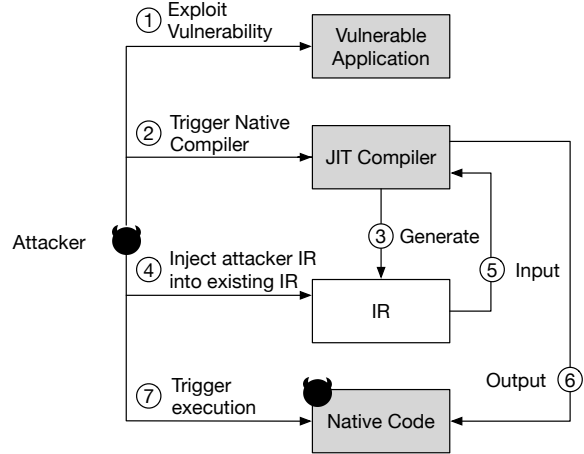 1 Exploit
Vulnerability
Vulnerable
Application
2 Trigger Native
Compiler
JIT Compiler
3 Generate
Attacker
4 Inject attacker IR
into existing IR
IR
5 Input
Output 6
7 Trigger
execution
Native Code